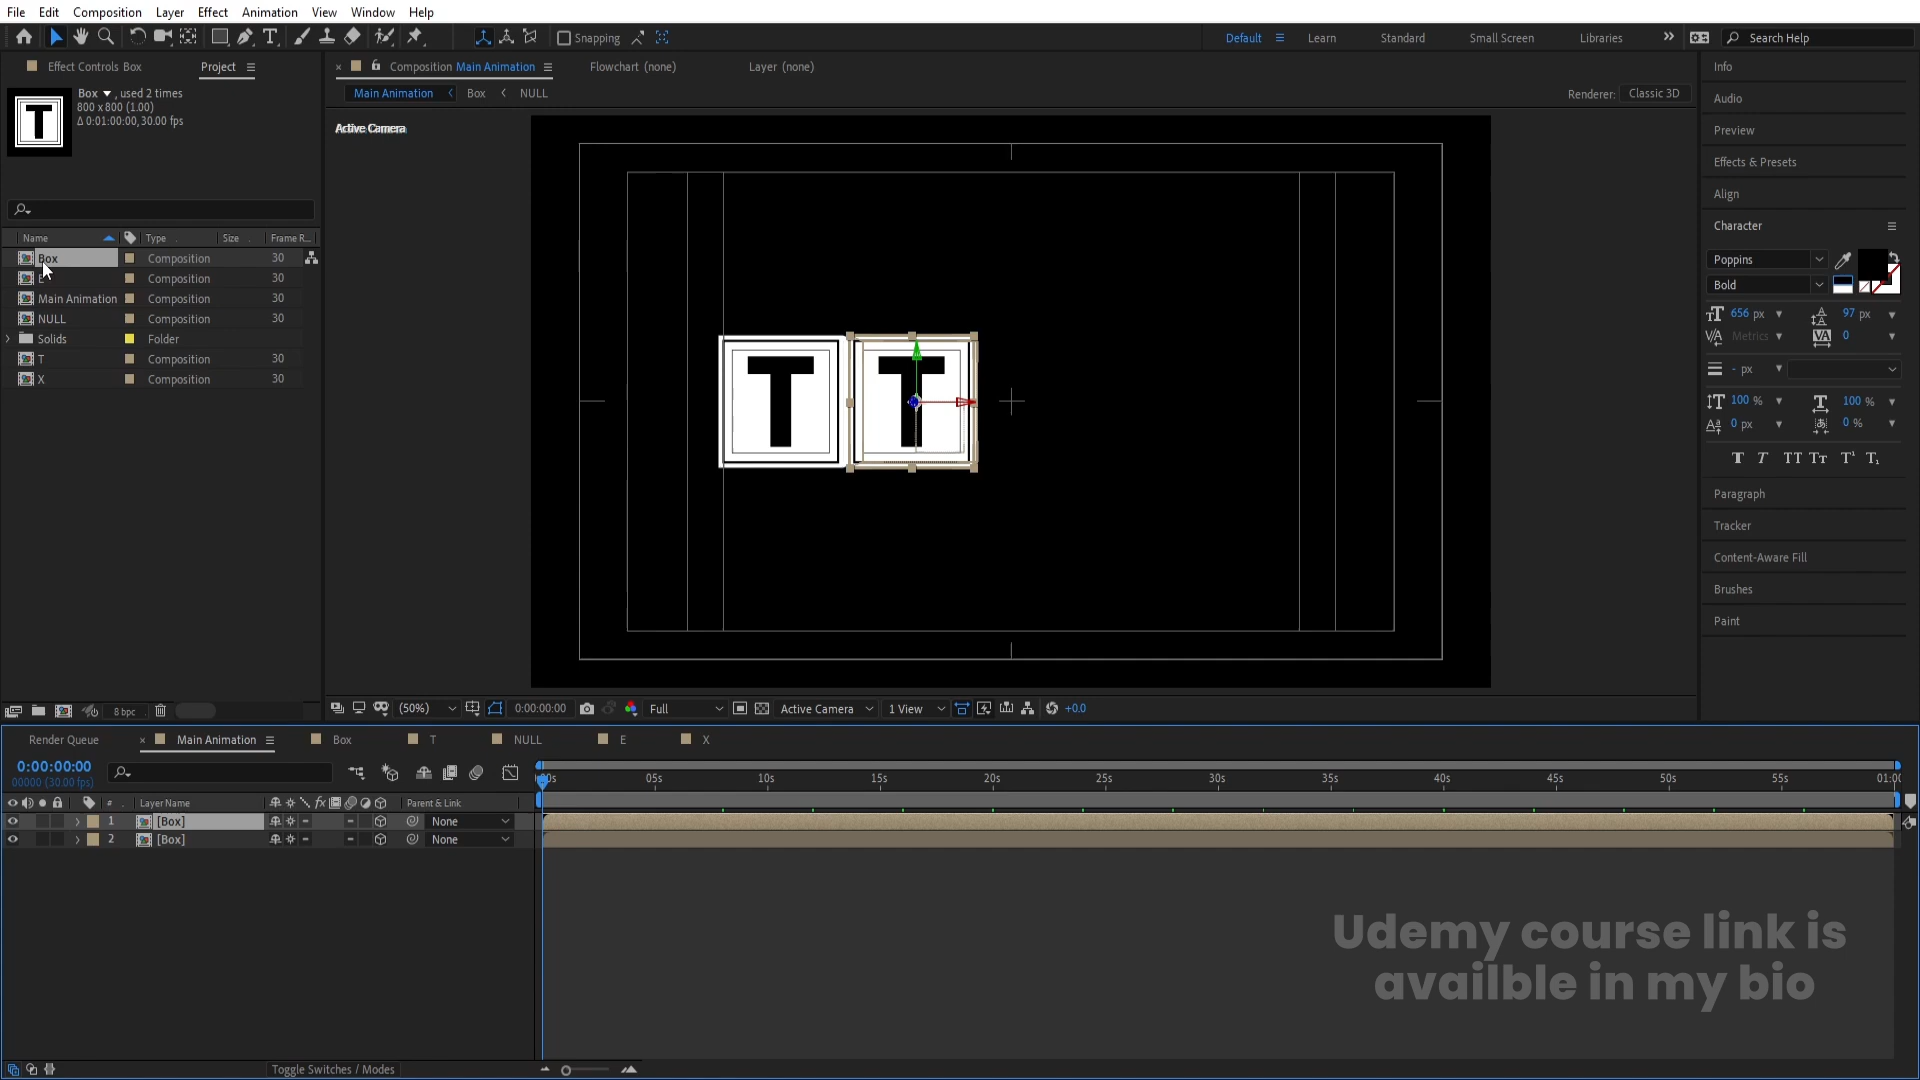 File Edit Composition Layer Effect Animation View Window Help
Snapping
Default Learn Standard Small Screen Libraries Search Help
Effect Controls Box Project
Composition Main Animation Flowchart (none) Layer (none)
Info
Box , used 2 times
800 x 800 (1.00)
Δ 0:01:00:00, 30.00 fps
T
Main Animation Box NULL
Renderer: Classic 3D
Audio
Active Camera
Preview
Effects & Presets
Align
Character
Name Type Size Frame R...
Box Composition 30
E Composition 30
Main Animation Composition 30
NULL Composition 30
Solids Folder
T Composition 30
X Composition 30
T T
Poppins
Bold
656 px 97 px
Metrics 0
- px
100 % 100 %
0 px 0 %
T T TT Tt T¹ T₁
Paragraph
Tracker
Content-Aware Fill
Brushes
Paint
8 bpc
(50%) 0:00:00:00 Full Active Camera 1 View +0.0
Render Queue Main Animation Box T NULL E X
0:00:00:00
00000 (30.00 fps)
00s 05s 10s 15s 20s 25s 30s 35s 40s 45s 50s 55s 01:00
# Layer Name fx Parent & Link
1 [Box] None
2 [Box] None
Udemy course link is
availble in my bio
Toggle Switches / Modes